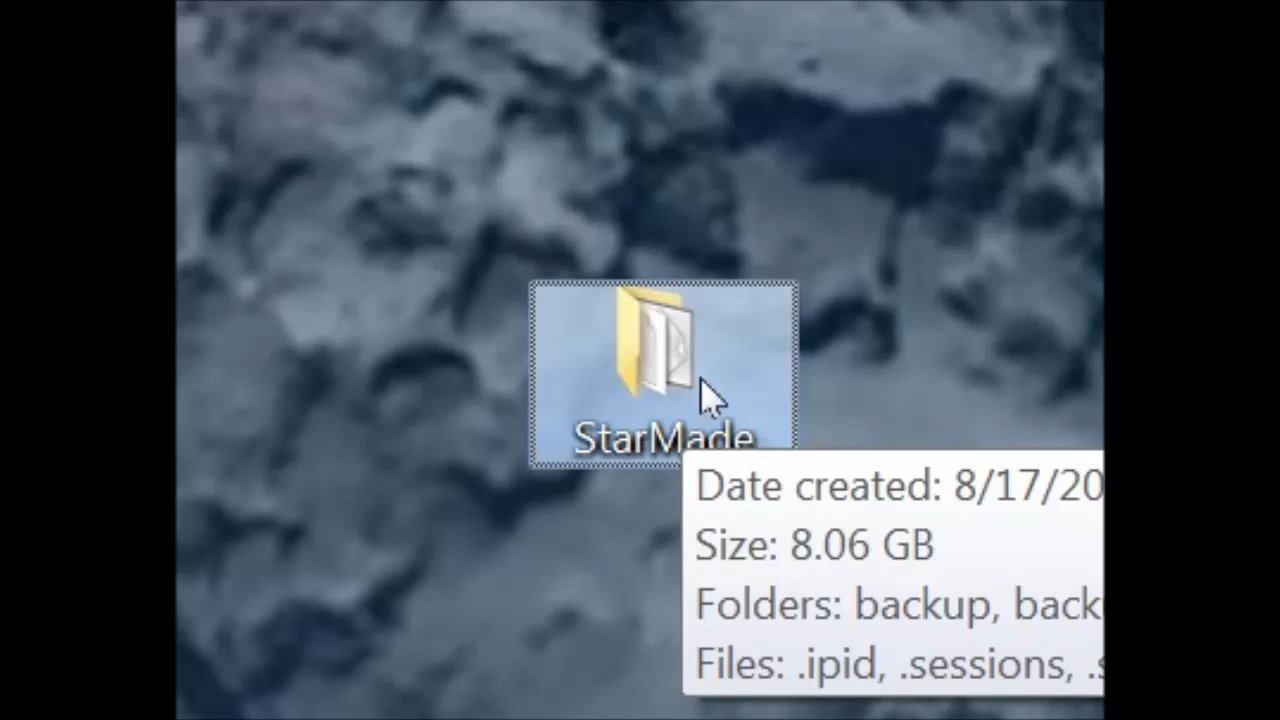 StarMade
Date created: 8/17/20
Size: 8.06 GB
Folders: backup, back
Files: .ipid, .sessions, .s